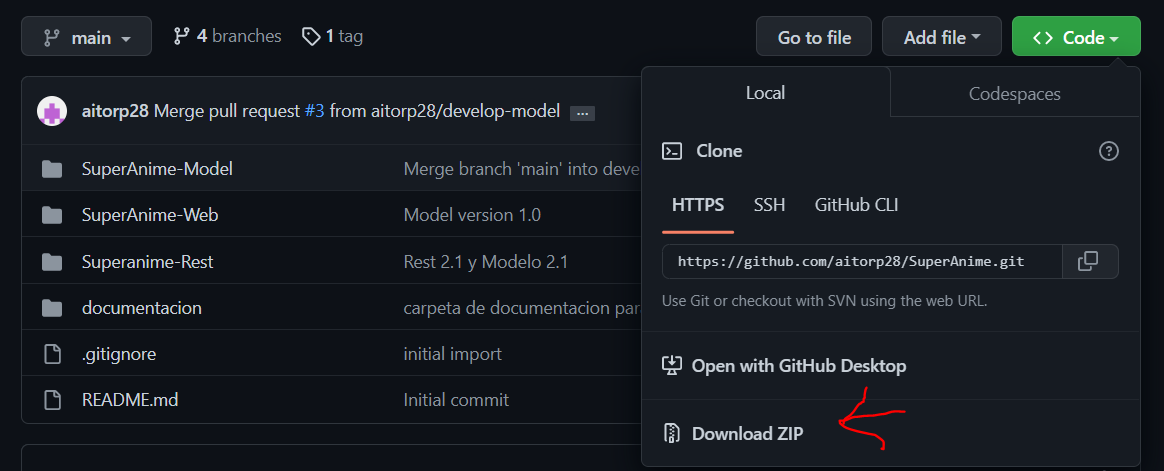 main 4 branches 1 tag Go to file Add file <> Code
aitorp28 Merge pull request #3 from aitorp28/develop-model ...
SuperAnime-Model Merge branch 'main' into deve
SuperAnime-Web Model version 1.0
Superanime-Rest Rest 2.1 y Modelo 2.1
documentacion carpeta de documentacion par
.gitignore initial import
README.md Initial commit
Local Codespaces
Clone
HTTPS SSH GitHub CLI
https://github.com/aitorp28/SuperAnime.git
Use Git or checkout with SVN using the web URL.
Open with GitHub Desktop
Download ZIP